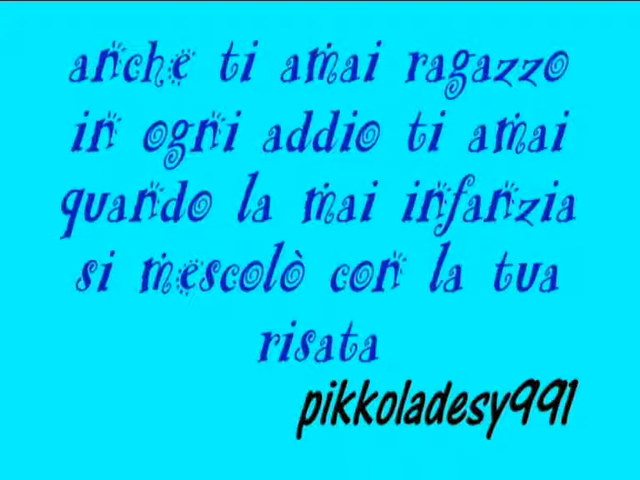 anche ti amai ragazzo
in ogni addio ti amai
quando la mai infanzia
si mescolò con la tua
risata
pikkoladesy991